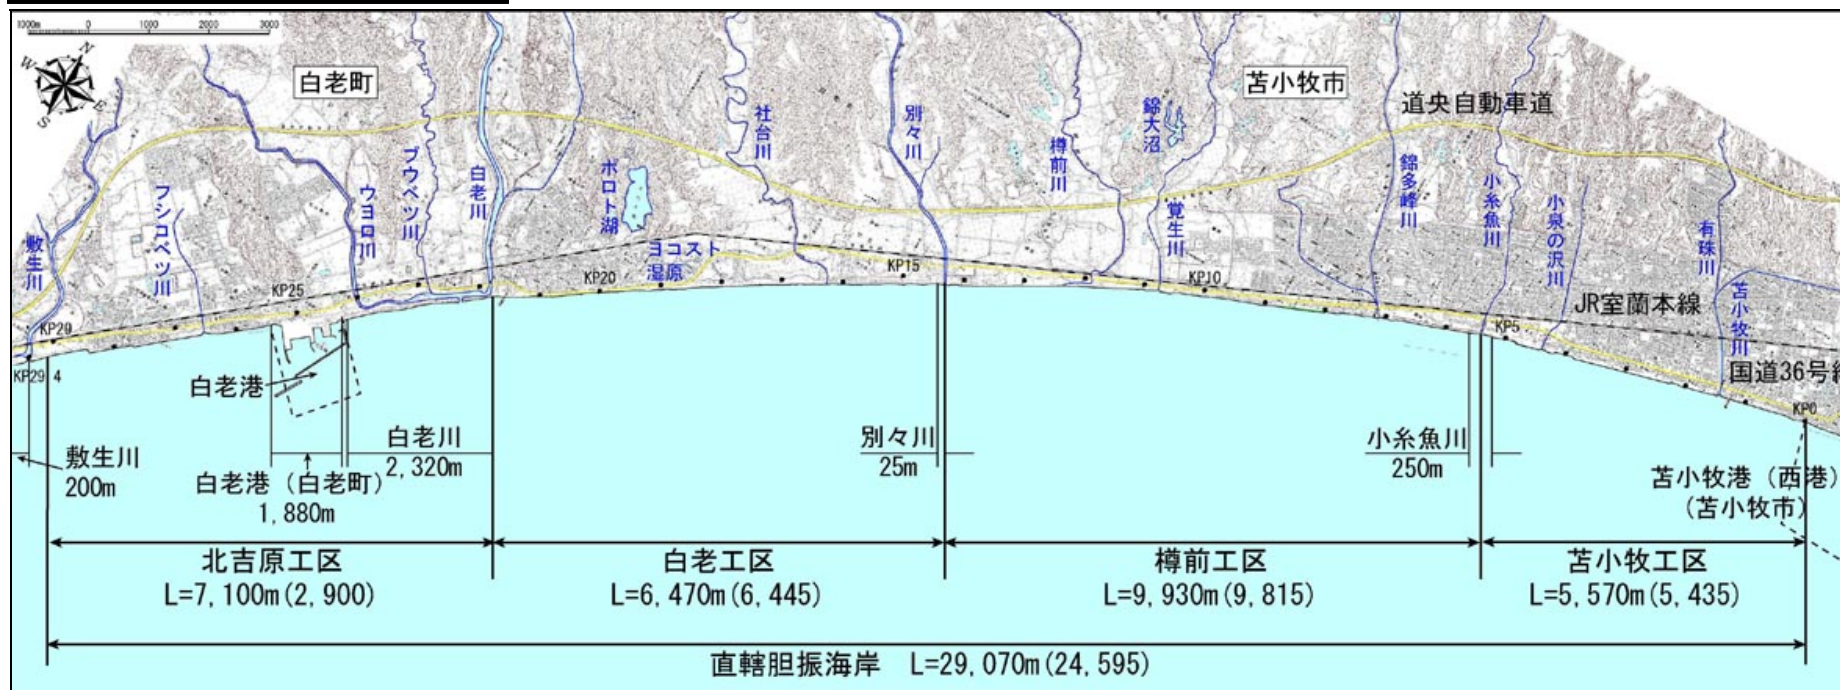 1000m 0 1000 2000 3000
N
W
E
S
白老町
苫小牧市
道央自動車道
敷生川
フシコベツ川
ウヨロ川
ブウベツ川
白老川
ポロト湖
ヨコスト
湿原
社台川
別々川
樽前川
錦大沼
覚生川
錦多峰川
小糸魚川
小泉の沢川
有珠川
苫小牧川
JR室蘭本線
国道36号線
KP29.4
KP29
KP25
KP20
KP15
KP10
KP5
KP0
白老港
敷生川
200m
白老港（白老町）
1,880m
白老川
2,320m
別々川
25m
小糸魚川
250m
苫小牧港（西港）
（苫小牧市）
北吉原工区
L=7,100m(2,900)
白老工区
L=6,470m(6,445)
樽前工区
L=9,930m(9,815)
苫小牧工区
L=5,570m(5,435)
直轄胆振海岸 L=29,070m(24,595)